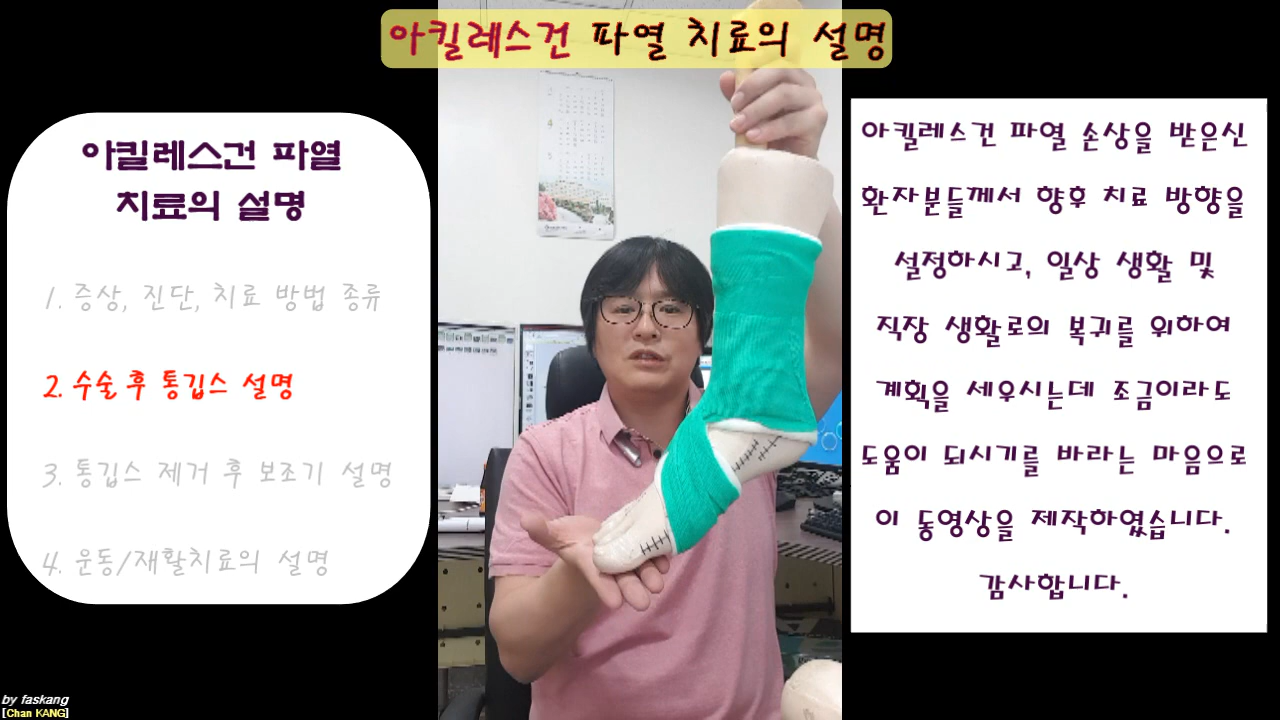 아킬레스건 파열 치료의 설명
아킬레스건 파열
치료의 설명
1. 증상, 진단, 치료 방법 종류
2. 수술 후 통깁스 설명
3. 통깁스 제거 후 보조기 설명
4. 운동/재활치료의 설명
아킬레스건 파열 손상을 받은신
환자분들께서 향후 치료 방향을
설정하시고, 일상 생활 및
직장 생활로의 복귀를 위하여
계획을 세우시는데 조금이라도
도움이 되시기를 바라는 마음으로
이 동영상을 제작하였습니다.
감사합니다.
by faskang
[Chan KANG]